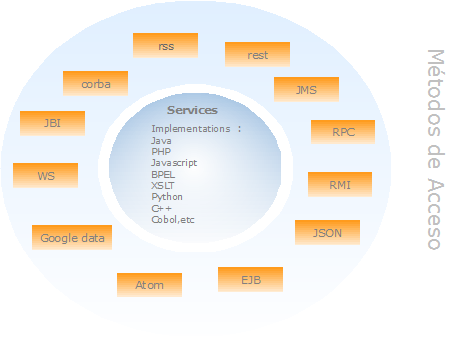 rss
rest
corba
JMS
Services
JBI
Implementations :
RPC
Java
PHP
Javascript
BPEL
WS
XSLT
RMI
Python
C++
Cobol,etc
Google data
JSON
Atom
EJB
Métodos de Acceso